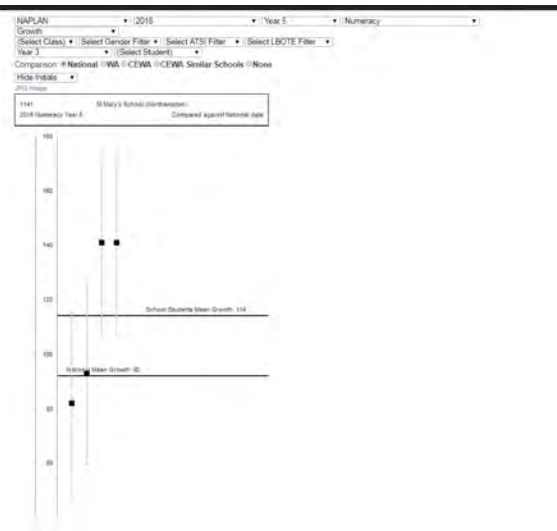 NAPLAN 2018 Year 5 Numeracy
Growth
(Select Class) Select Gender Filter Select ATSI Filter Select LBOTE Filter
Year 3 (Select Student)
Comparison: National WA CEWA CEWA Similar Schools None
Hide Initials
JPG Image
1141 St Mary's School (Northampton)
2018 Numeracy Year 5 Compared against National data
180
160
140
120
School Students Mean Growth: 114
100
National Mean Growth:
80
60